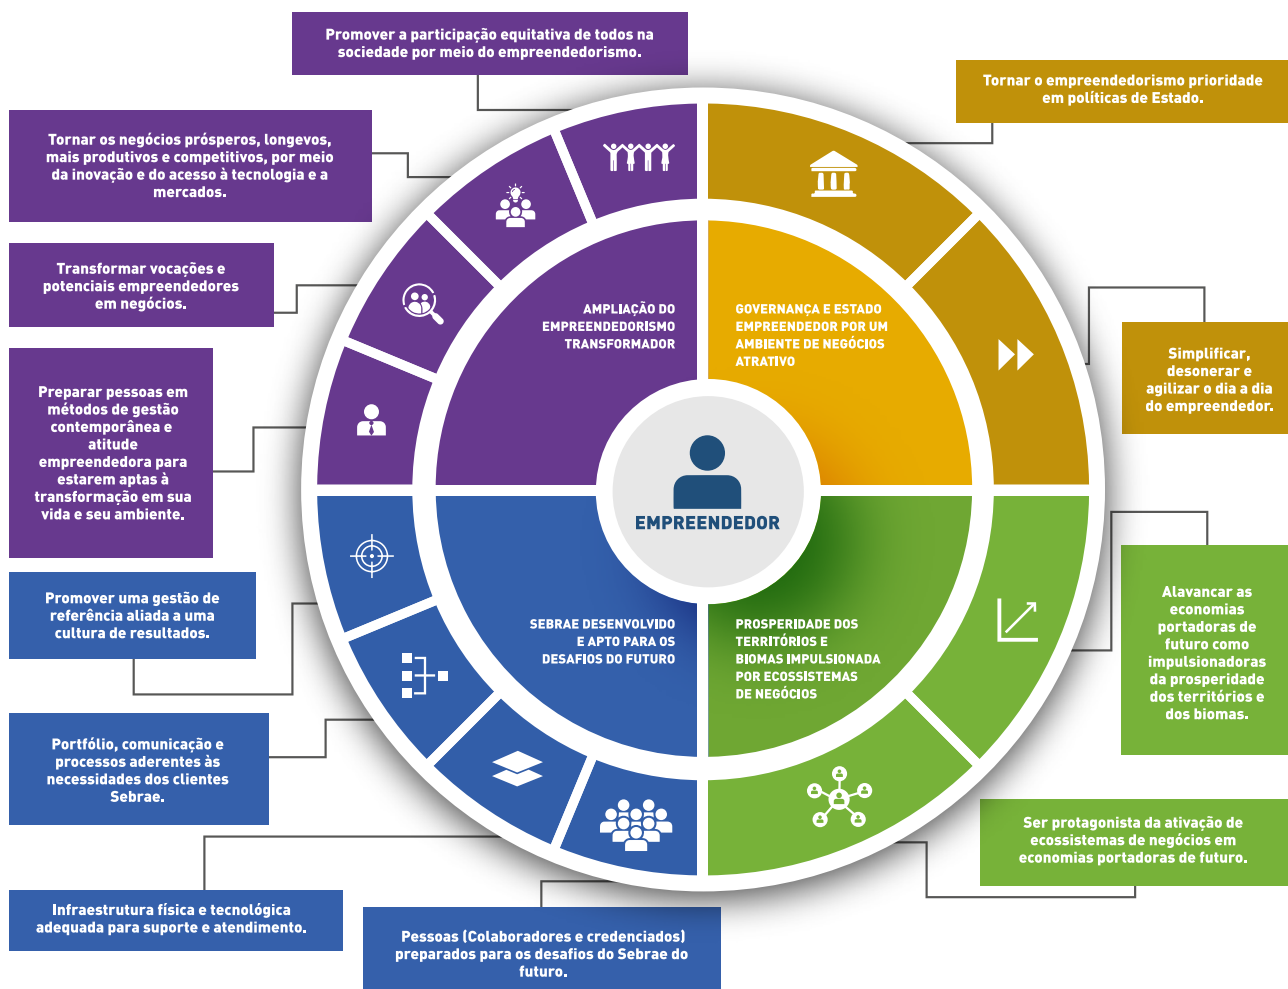 Promover a participação equitativa de todos na
sociedade por meio do empreendedorismo.
Tornar o empreendedorismo prioridade
em políticas de Estado.
Tornar os negócios prósperos, longevos,
mais produtivos e competitivos, por meio
da inovação e do acesso à tecnologia e a
mercados.
Transformar vocações e
potenciais empreendedores
em negócios.
AMPLIAÇÃO DO
EMPREENDEDORISMO
TRANSFORMADOR
GOVERNANÇA E ESTADO
EMPREENDEDOR POR UM
AMBIENTE DE NEGÓCIOS
ATRATIVO
Simplificar,
desonerar e
agilizar o dia a dia
do empreendedor.
Preparar pessoas em
métodos de gestão
contemporânea e
atitude
empreendedora para
estarem aptas à
transformação em sua
vida e seu ambiente.
EMPREENDEDOR
Promover uma gestão de
referência aliada a uma
cultura de resultados.
SEBRAE DESENVOLVIDO
E APTO PARA OS
DESAFIOS DO FUTURO
PROSPERIDADE DOS
TERRITÓRIOS E
BIOMAS IMPULSIONADA
POR ECOSSISTEMAS
DE NEGÓCIOS
Alavancar as
economias
portadoras de
futuro como
impulsionadoras
da prosperidade
dos territórios e
dos biomas.
Portfólio, comunicação e
processos aderentes às
necessidades dos clientes
Sebrae.
Ser protagonista da ativação de
ecossistemas de negócios em
economias portadoras de futuro.
Infraestrutura física e tecnológica
adequada para suporte e atendimento.
Pessoas (Colaboradores e credenciados)
preparados para os desafios do Sebrae do
futuro.